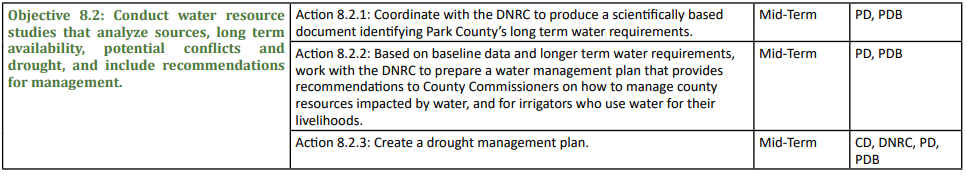 Objective 8.2: Conduct water resource
studies that analyze sources, long term
availability, potential conflicts and
drought, and include recommendations
for management.
Action 8.2.1: Coordinate with the DNRC to produce a scientifically based
document identifying Park County's long term water requirements.
Mid-Term
PD, PDB
Action 8.2.2: Based on baseline data and longer term water requirements,
work with the DNRC to prepare a water management plan that provides
recommendations to County Commissioners on how to manage county
resources impacted by water, and for irrigators who use water for their
livelihoods.
Mid-Term
PD, PDB
Action 8.2.3: Create a drought management plan.
Mid-Term
CD, DNRC, PD,
PDB